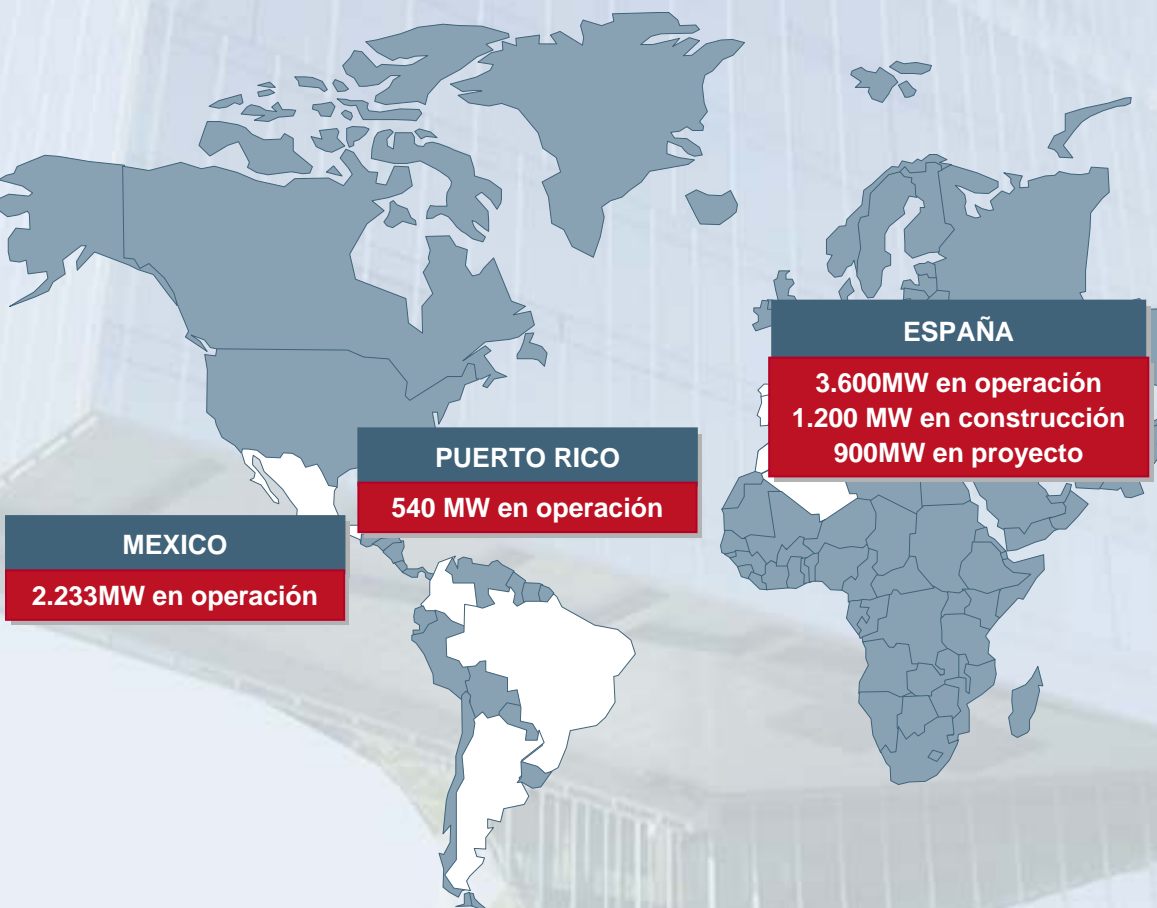 ESPAÑA
3.600MW en operación
1.200 MW en construcción
900MW en proyecto
PUERTO RICO
540 MW en operación
MEXICO
2.233MW en operación